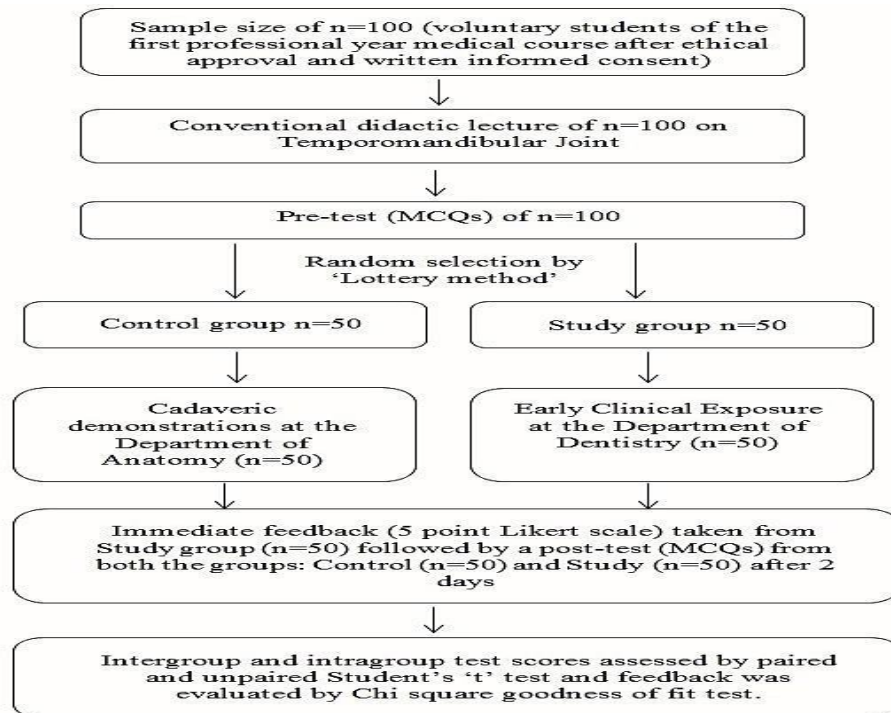 Sample size of n=100 (voluntary students of the
first professional year medical course after ethical
approval and written informed consent)
Conventional didactic lecture of n=100 on
Temporomandibular Joint
Pre-test (MCQs) of n=100
Random selection by
‘Lottery method’
Control group n=50
Study group n=50
Cadaveric
demonstrations at the
Department of
Anatomy (n=50)
Early Clinical Exposure
at the Department of
Dentistry (n=50)
Immediate feedback (5 point Likert scale) taken from
Study group (n=50) followed by a post-test (MCQs) from
both the groups: Control (n=50) and Study (n=50) after 2
days
Intergroup and intragroup test scores assessed by paired
and unpaired Student’s ‘t’ test and feedback was
evaluated by Chi square goodness of fit test.